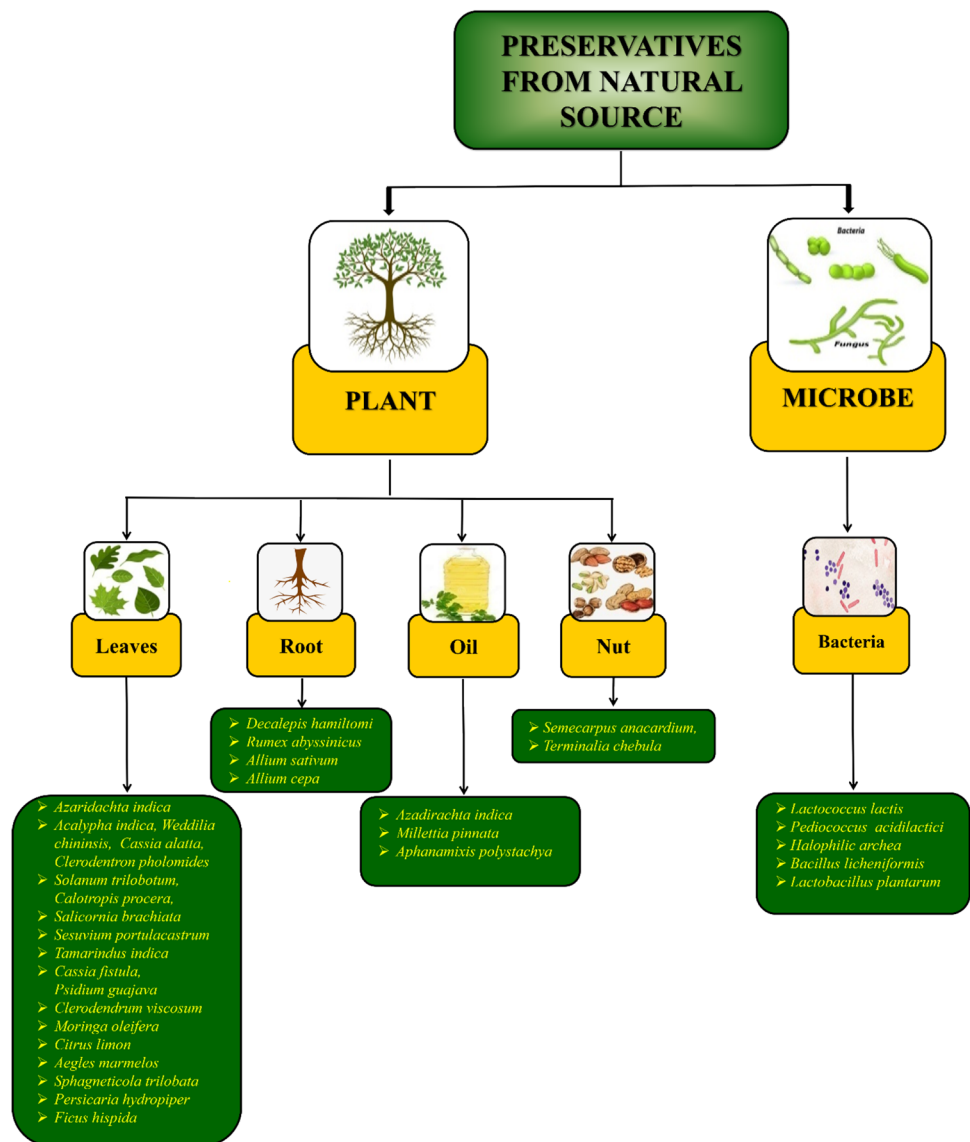 PRESERVATIVES
FROM NATURAL
SOURCE
Bacteria
Fungus
PLANT
MICROBE
Leaves
Root
Oil
Nut
Bacteria
➢ Decalepis hamiltomi
➢ Rumex abyssinicus
➢ Allium sativum
➢ Allium cepa
➢ Semecarpus anacardium,
➢ Terminalia chebula
➢ Azaridachta indica
➢ Acalypha indica, Weddilia
chininsis, Cassia alatta,
Clerodentron pholomides
➢ Solanum trilobotum,
Calotropis procera,
➢ Salicornia brachiata
➢ Sesuvium portulacastrum
➢ Tamarindus indica
➢ Cassia fistula,
Psidium guajava
➢ Clerodendrum viscosum
➢ Moringa oleifera
➢ Citrus limon
➢ Aegles marmelos
➢ Sphagneticola trilobata
➢ Persicaria hydropiper
➢ Ficus hispida
➢ Azadirachta indica
➢ Millettia pinnata
➢ Aphanamixis polystachya
➢ Lactococcus lactis
➢ Pediococcus acidilactici
➢ Halophilic archea
➢ Bacillus licheniformis
➢ Lactobacillus plantarum